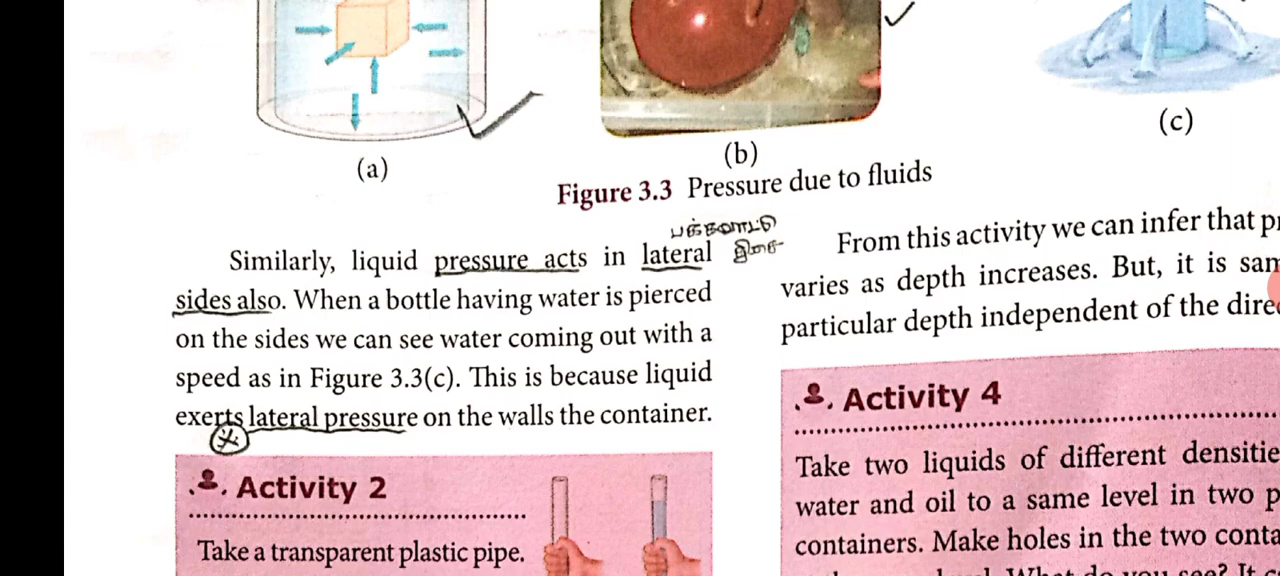 (a)
(b)
(c)
Figure 3.3 Pressure due to fluids
பக்கவாட்டு
திசை
Similarly, liquid pressure acts in lateral
sides also. When a bottle having water is pierced
on the sides we can see water coming out with a
speed as in Figure 3.3(c). This is because liquid
exerts lateral pressure on the walls the container.
Activity 2
Take a transparent plastic pipe.
From this activity we can infer that
varies as depth increases. But, it is
particular depth independent of the
Activity 4
Take two liquids of different
water and oil to a same level in two
containers. Make holes in the two
What do you see? It